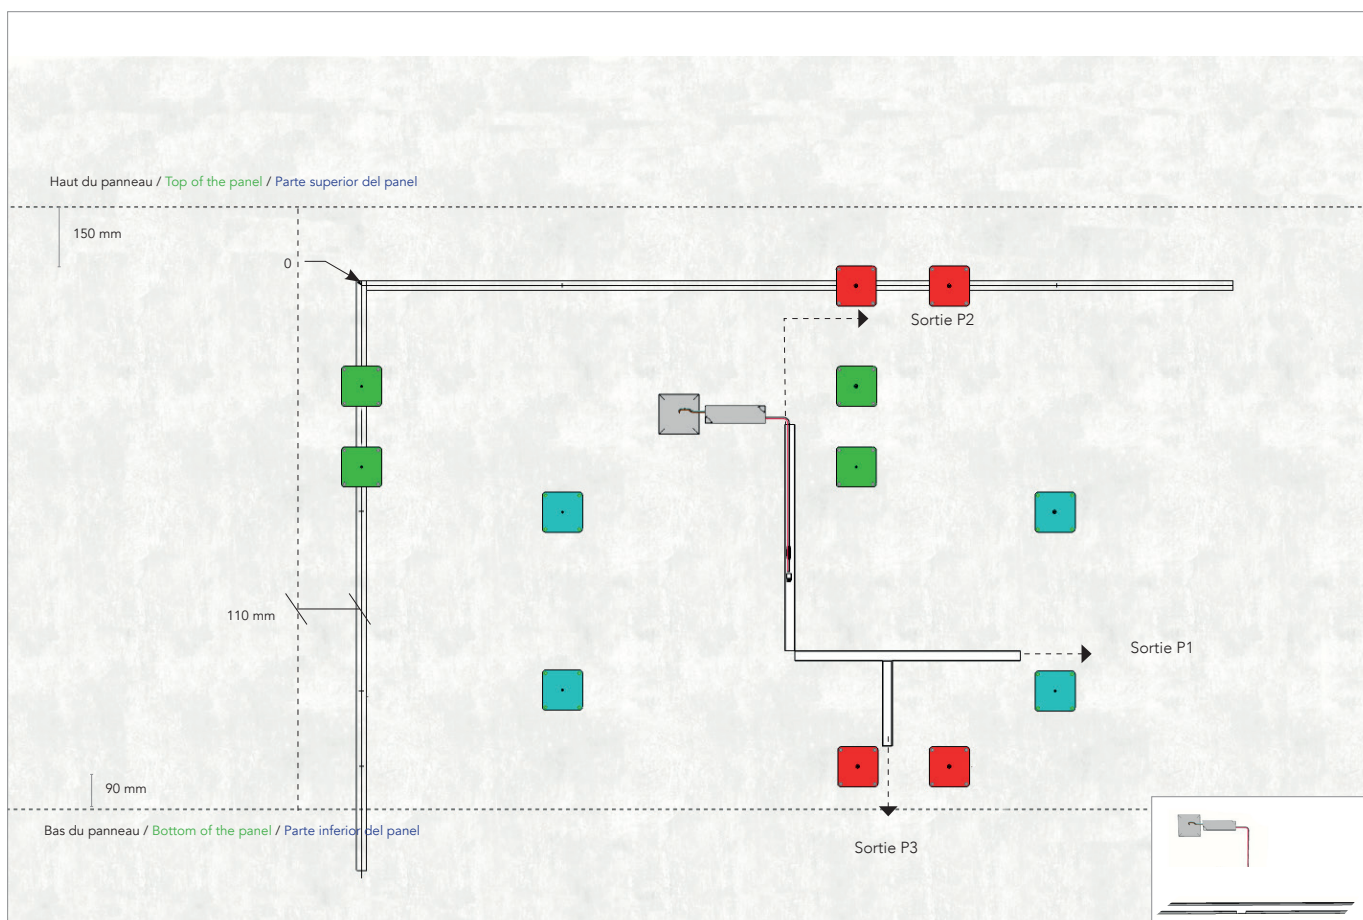 Haut du panneau / Top of the panel / Parte superior del panel
150 mm
0
Sortie P2
110 mm
Sortie P1
90 mm
Bas du panneau / Bottom of the panel / Parte inferior del panel
Sortie P3